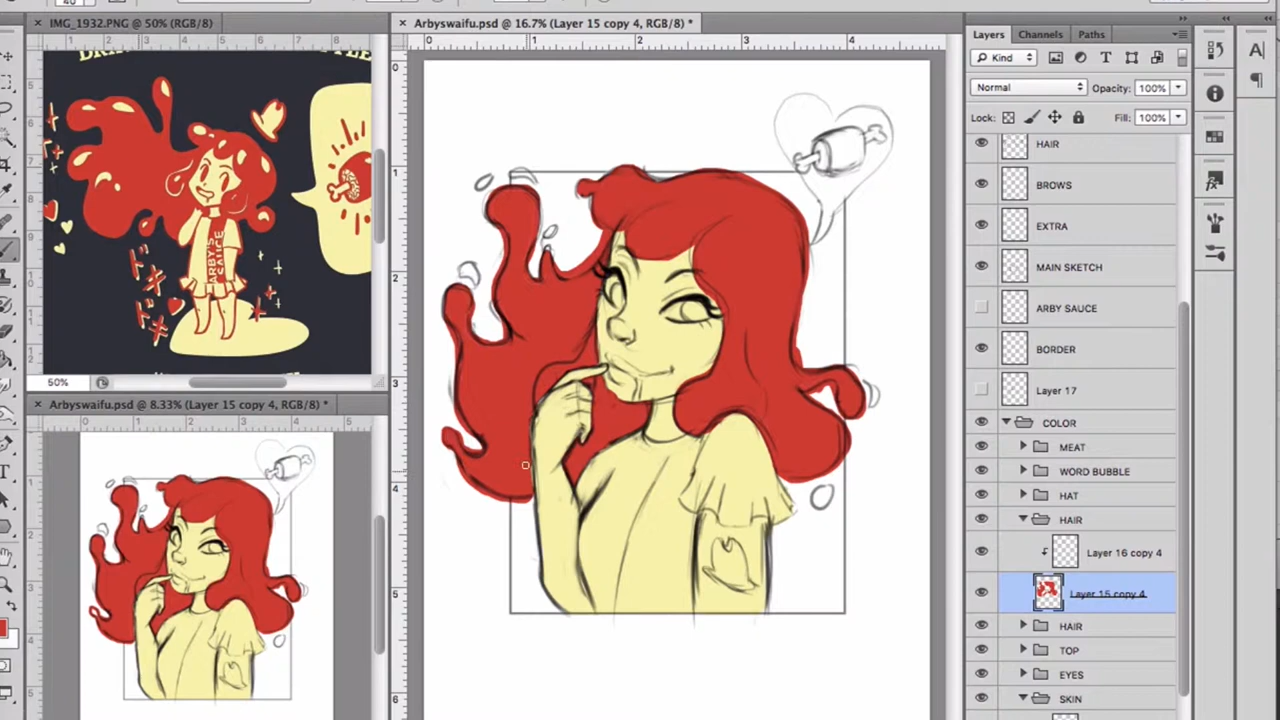 40
IMG_1932.PNG @ 50% (RGB/8)
Arbyswaifu.psd @ 16.7% (Layer 15 copy 4, RGB/8) *
Layers Channels Paths
Kind
Normal Opacity: 100%
Lock: Fill: 100%
HAIR
BROWS
EXTRA
MAIN SKETCH
ARBY SAUCE
BORDER
Layer 17
COLOR
MEAT
WORD BUBBLE
HAT
HAIR
Layer 16 copy 4
Layer 15 copy 4
HAIR
TOP
EYES
SKIN
ARBY'S
SAUCE
ドキ
ドキ
50%
Arbyswaifu.psd @ 8.33% (Layer 15 copy 4, RGB/8) *